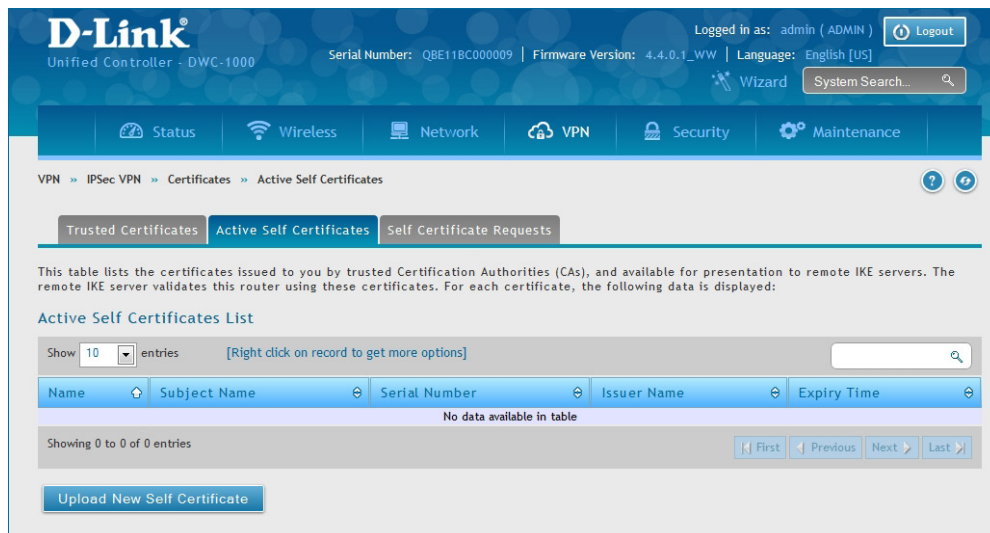 D-Link®
Unified Controller - DWC-1000
Logged in as: admin ( ADMIN ) Logout
Serial Number: QBE11BC000009 | Firmware Version: 4.4.0.1_WW | Language: English [US]
Wizard System Search...
Status Wireless Network VPN Security Maintenance
VPN » IPSec VPN » Certificates » Active Self Certificates ?
Trusted Certificates Active Self Certificates Self Certificate Requests
This table lists the certificates issued to you by trusted Certification Authorities (CAs), and available for presentation to remote IKE servers. The
remote IKE server validates this router using these certificates. For each certificate, the following data is displayed:
Active Self Certificates List
Show 10 entries [Right click on record to get more options]
Name Subject Name Serial Number Issuer Name Expiry Time
No data available in table
Showing 0 to 0 of 0 entries First Previous Next Last
Upload New Self Certificate